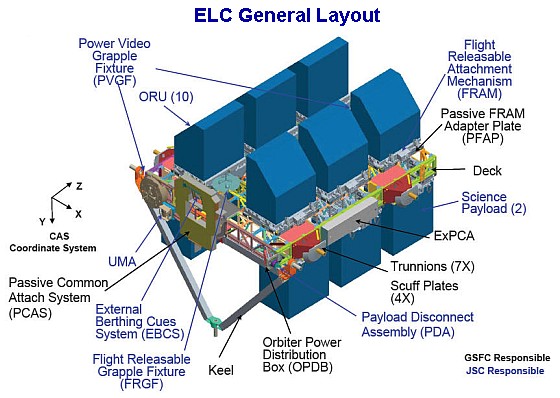 ELC General Layout
Power Video
Grapple
Fixture
(PVGF)
ORU (10)
Flight
Releasable
Attachment
Mechanism
(FRAM)
Passive FRAM
Adapter Plate
(PFAP)
Deck
Science
Payload (2)
ExPCA
Trunnions (7X)
Scuff Plates
(4X)
Payload Disconnect
Assembly (PDA)
Z
X
Y
CAS
Coordinate System
UMA
Passive Common
Attach System
(PCAS)
External
Berthing Cues
System (EBCS)
Flight Releasable
Grapple Fixture
(FRGF)
Keel
Orbiter Power
Distribution
Box (OPDB)
GSFC Responsible
JSC Responsible